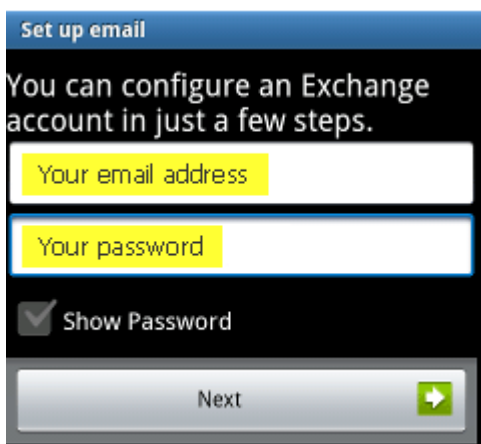 Set up email
You can configure an Exchange
account in just a few steps.
Your email address
Your password
Show Password
Next